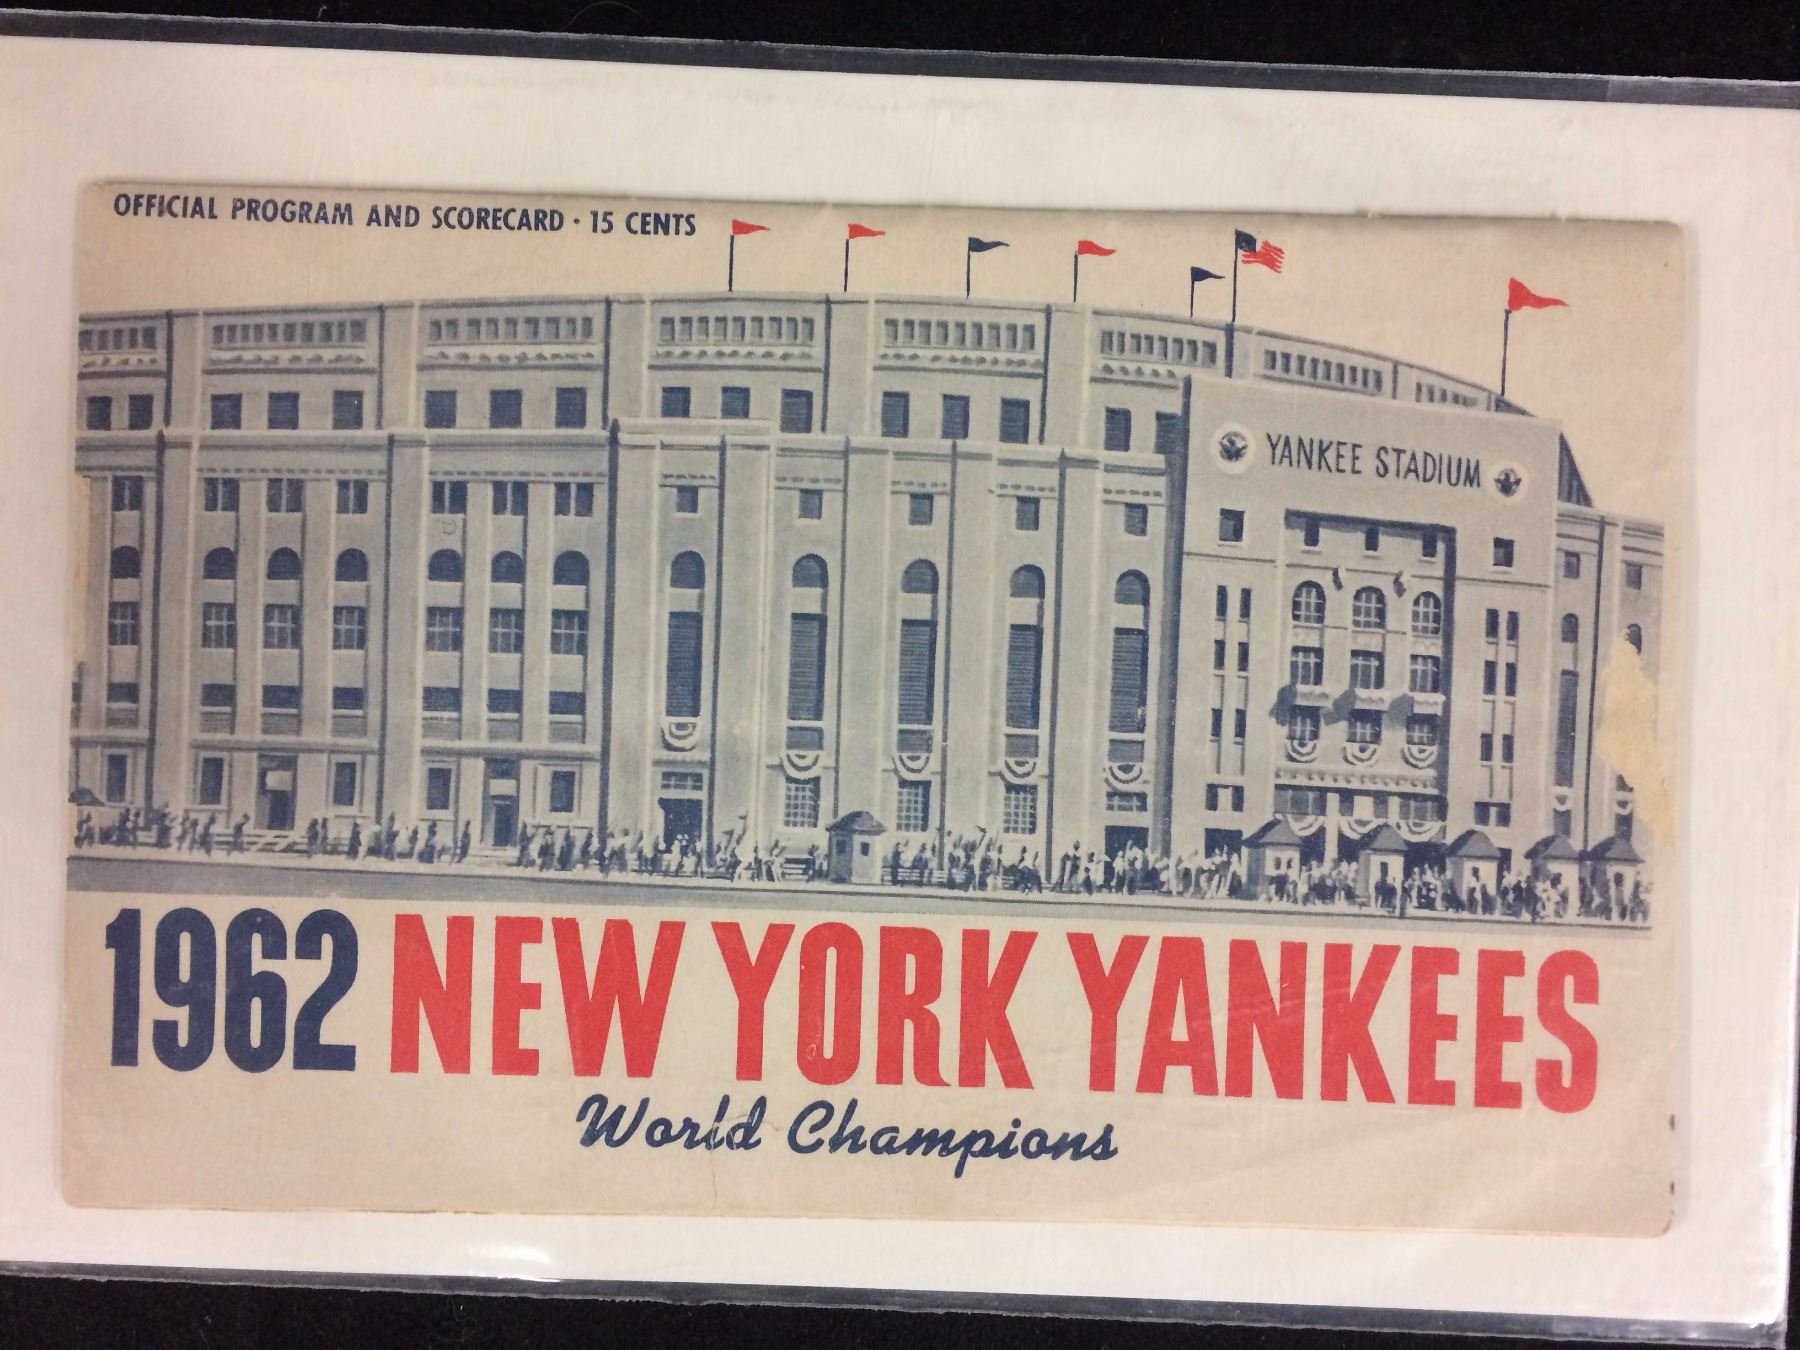 OFFICIAL PROGRAM AND SCORECARD · 15 CENTS
YANKEE STADIUM
1962 NEW YORK YANKEES
World Champions